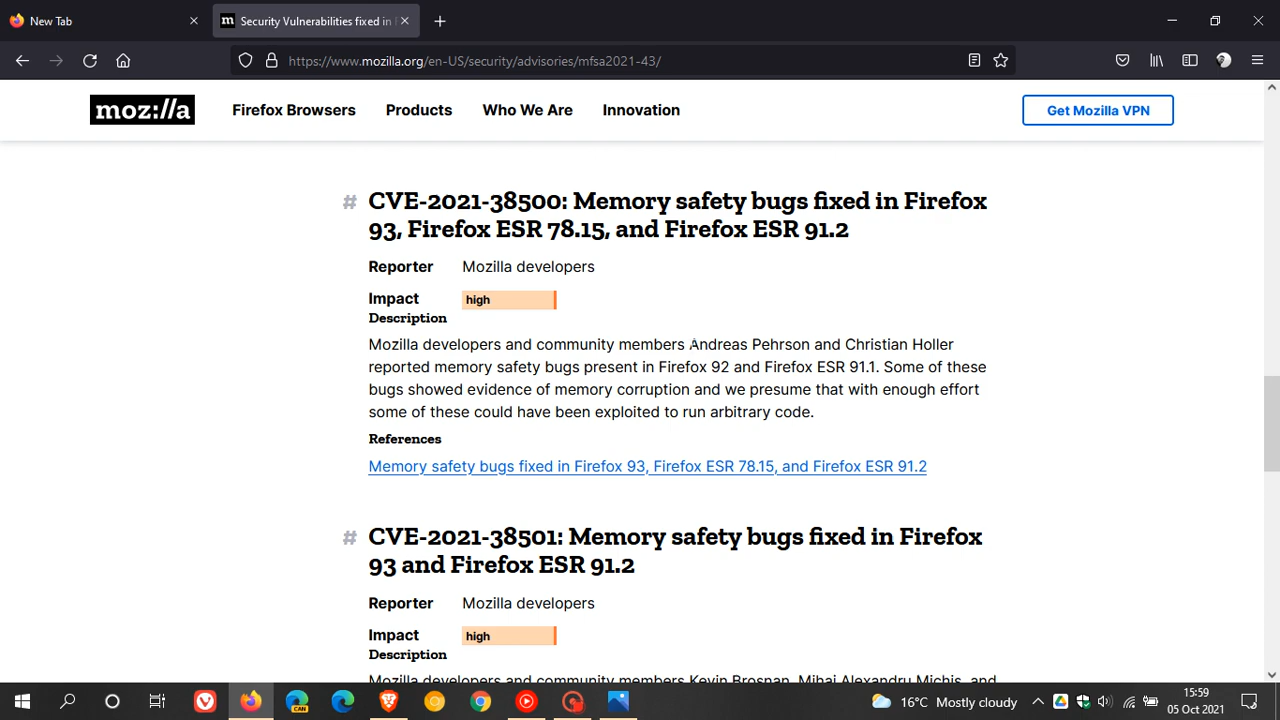 New Tab
Security Vulnerabilities fixed in
https://www.mozilla.org/en-US/security/advisories/mfsa2021-43/
moz://a
Firefox Browsers
Products
Who We Are
Innovation
Get Mozilla VPN
# CVE-2021-38500: Memory safety bugs fixed in Firefox
93, Firefox ESR 78.15, and Firefox ESR 91.2
Reporter Mozilla developers
Impact high
Description
Mozilla developers and community members Andreas Pehrson and Christian Holler
reported memory safety bugs present in Firefox 92 and Firefox ESR 91.1. Some of these
bugs showed evidence of memory corruption and we presume that with enough effort
some of these could have been exploited to run arbitrary code.
References
Memory safety bugs fixed in Firefox 93, Firefox ESR 78.15, and Firefox ESR 91.2
# CVE-2021-38501: Memory safety bugs fixed in Firefox
93 and Firefox ESR 91.2
Reporter Mozilla developers
Impact high
Description
Mozilla developers and community members Kevin Brosnan, Mihai Alexandru Michis, and
CAN
16°C Mostly cloudy
15:59
05 Oct 2021